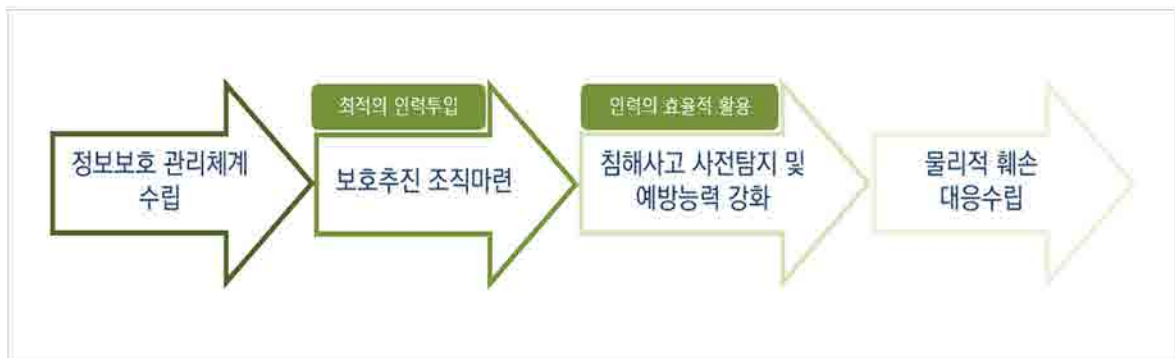 정보보호 관리체계
수립
최적의 인력투입
보호추진 조직마련
인력의 효율적 활용
침해사고 사전탐지 및
예방능력 강화
물리적 훼손
대응수립